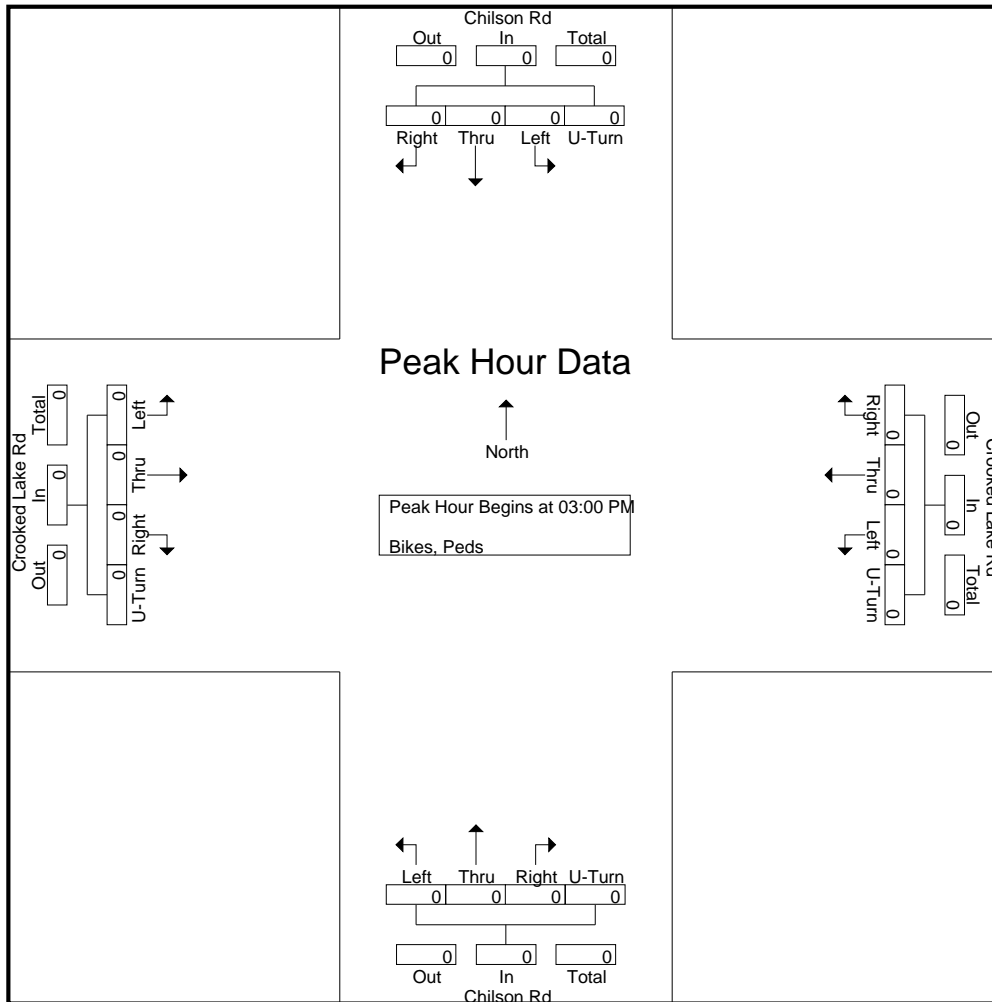 Chilson Rd
Out In Total
0 0 0
0 0 0 0
Right Thru Left U-Turn
Peak Hour Data
North
Peak Hour Begins at 03:00 PM
Bikes, Peds
Crooked Lake Rd
Out In Total
0 0 0
0 0 0 0
U-Turn Right Thru Left
Crooked Lake Rd
Out In Total
0 0 0
0 0 0 0
Right Thru Left U-Turn
Left Thru Right U-Turn
0 0 0 0
0 0 0
Out In Total
Chilson Rd